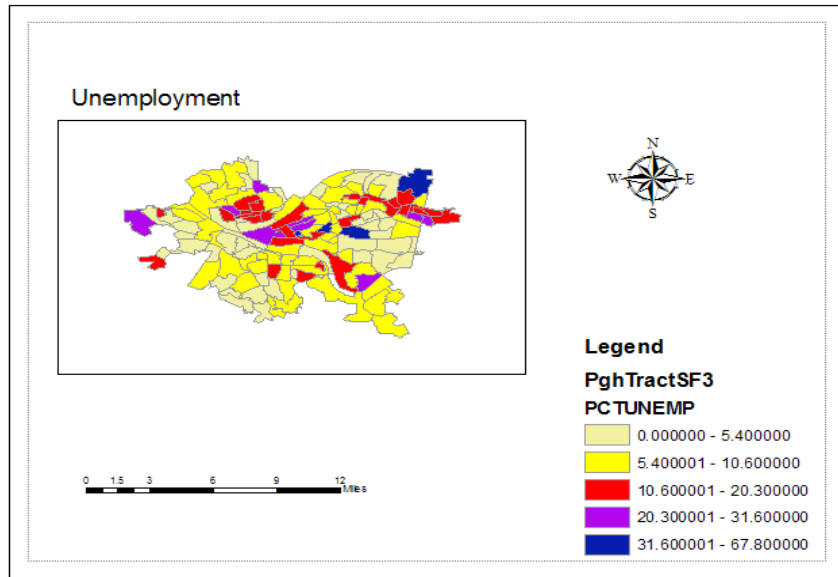 Unemployment
N
W E
S
Legend
PghTractSF3
PCTUNEMP
0.000000 - 5.400000
5.400001 - 10.600000
10.600001 - 20.300000
20.300001 - 31.600000
31.600001 - 67.800000
0 1.5 3 6 9 12
Miles